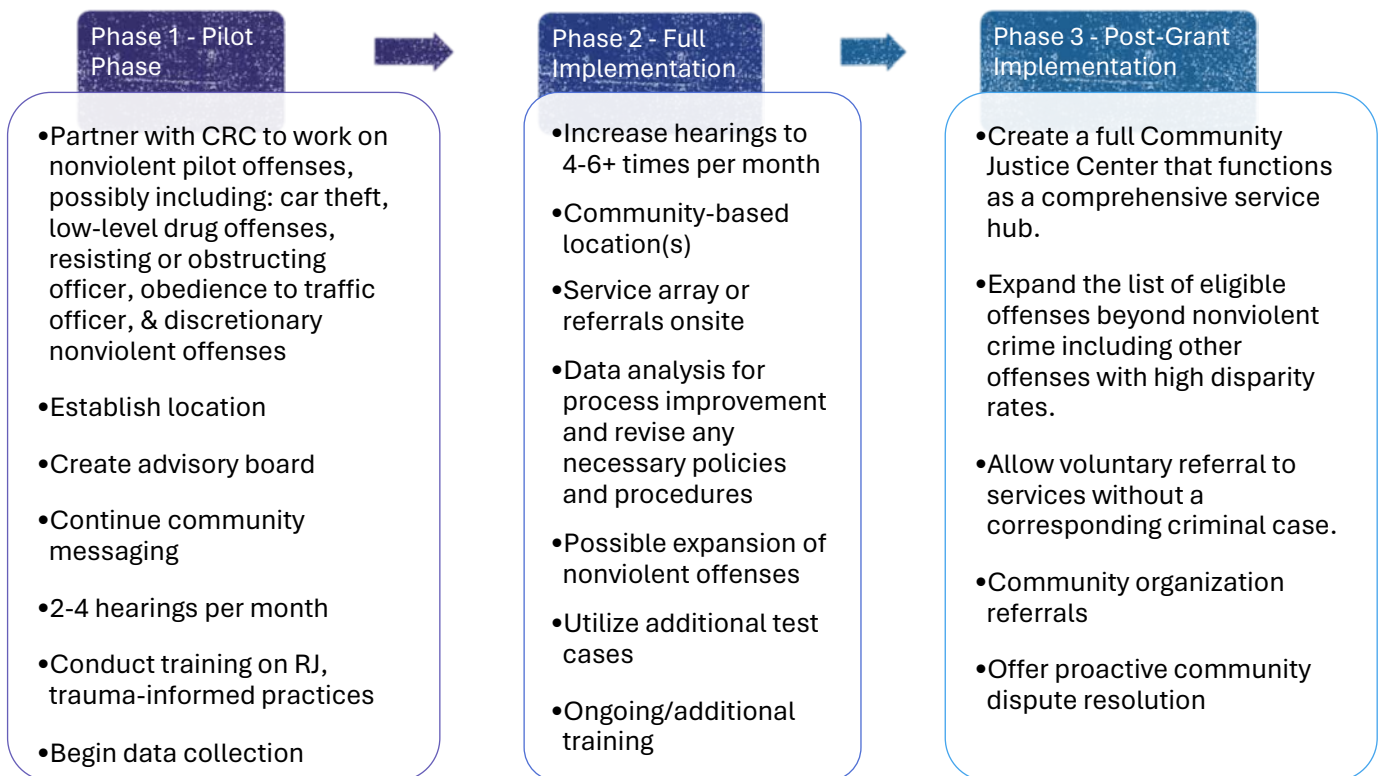 Phase 1 - Pilot
Phase
•Partner with CRC to work on
nonviolent pilot offenses,
possibly including: car theft,
low-level drug offenses,
resisting or obstructing
officer, obedience to traffic
officer, & discretionary
nonviolent offenses
•Establish location
•Create advisory board
•Continue community
messaging
•2-4 hearings per month
•Conduct training on RJ,
trauma-informed practices
•Begin data collection
Phase 2 - Full
Implementation
•Increase hearings to
4-6+ times per month
•Community-based
location(s)
•Service array or
referrals onsite
•Data analysis for
process improvement
and revise any
necessary policies
and procedures
•Possible expansion of
nonviolent offenses
•Utilize additional test
cases
•Ongoing/additional
training
Phase 3 - Post-Grant
Implementation
•Create a full Community
Justice Center that functions
as a comprehensive service
hub.
•Expand the list of eligible
offenses beyond nonviolent
crime including other
offenses with high disparity
rates.
•Allow voluntary referral to
services without a
corresponding criminal case.
•Community organization
referrals
•Offer proactive community
dispute resolution